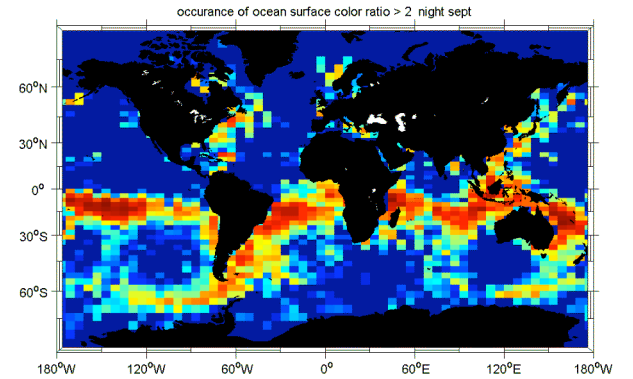 occurance of ocean surface color ratio > 2 night sept
60°N
30°N
0°
30°S
60°S
180°W 120°W 60°W 0° 60°E 120°E 180°W